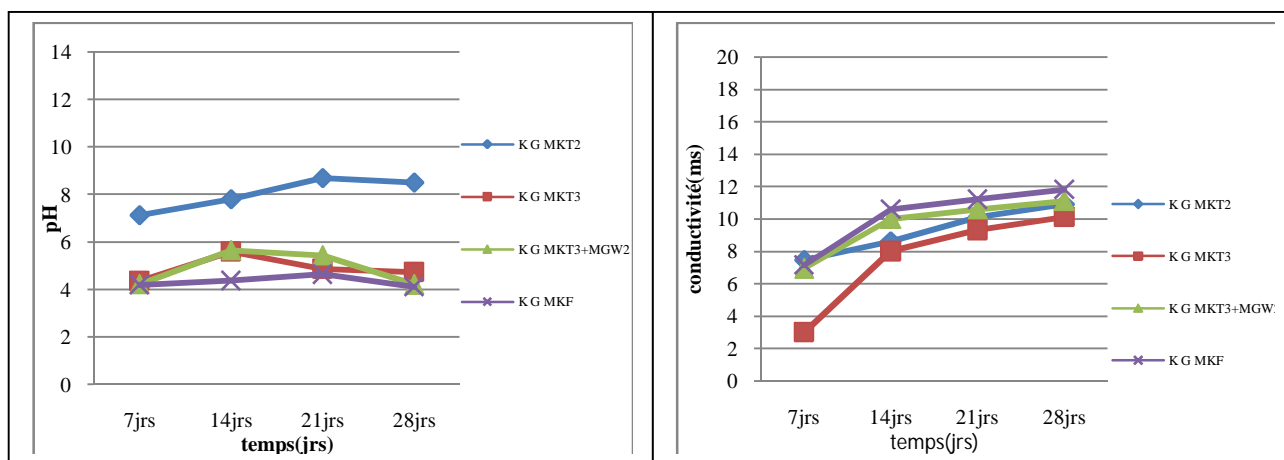 14
12
10
8
6
4
2
0
pH
7jrs 14jrs 21jrs 28jrs
temps(jrs)
K G MKT2
K G MKT3
K G MKT3+MGW2
K G MKF
20
18
16
14
12
10
8
6
4
2
0
conductivité(ms)
7jrs 14jrs 21jrs 28jrs
temps(jrs)
K G MKT2
K G MKT3
K G MKT3+MGW2
K G MKF